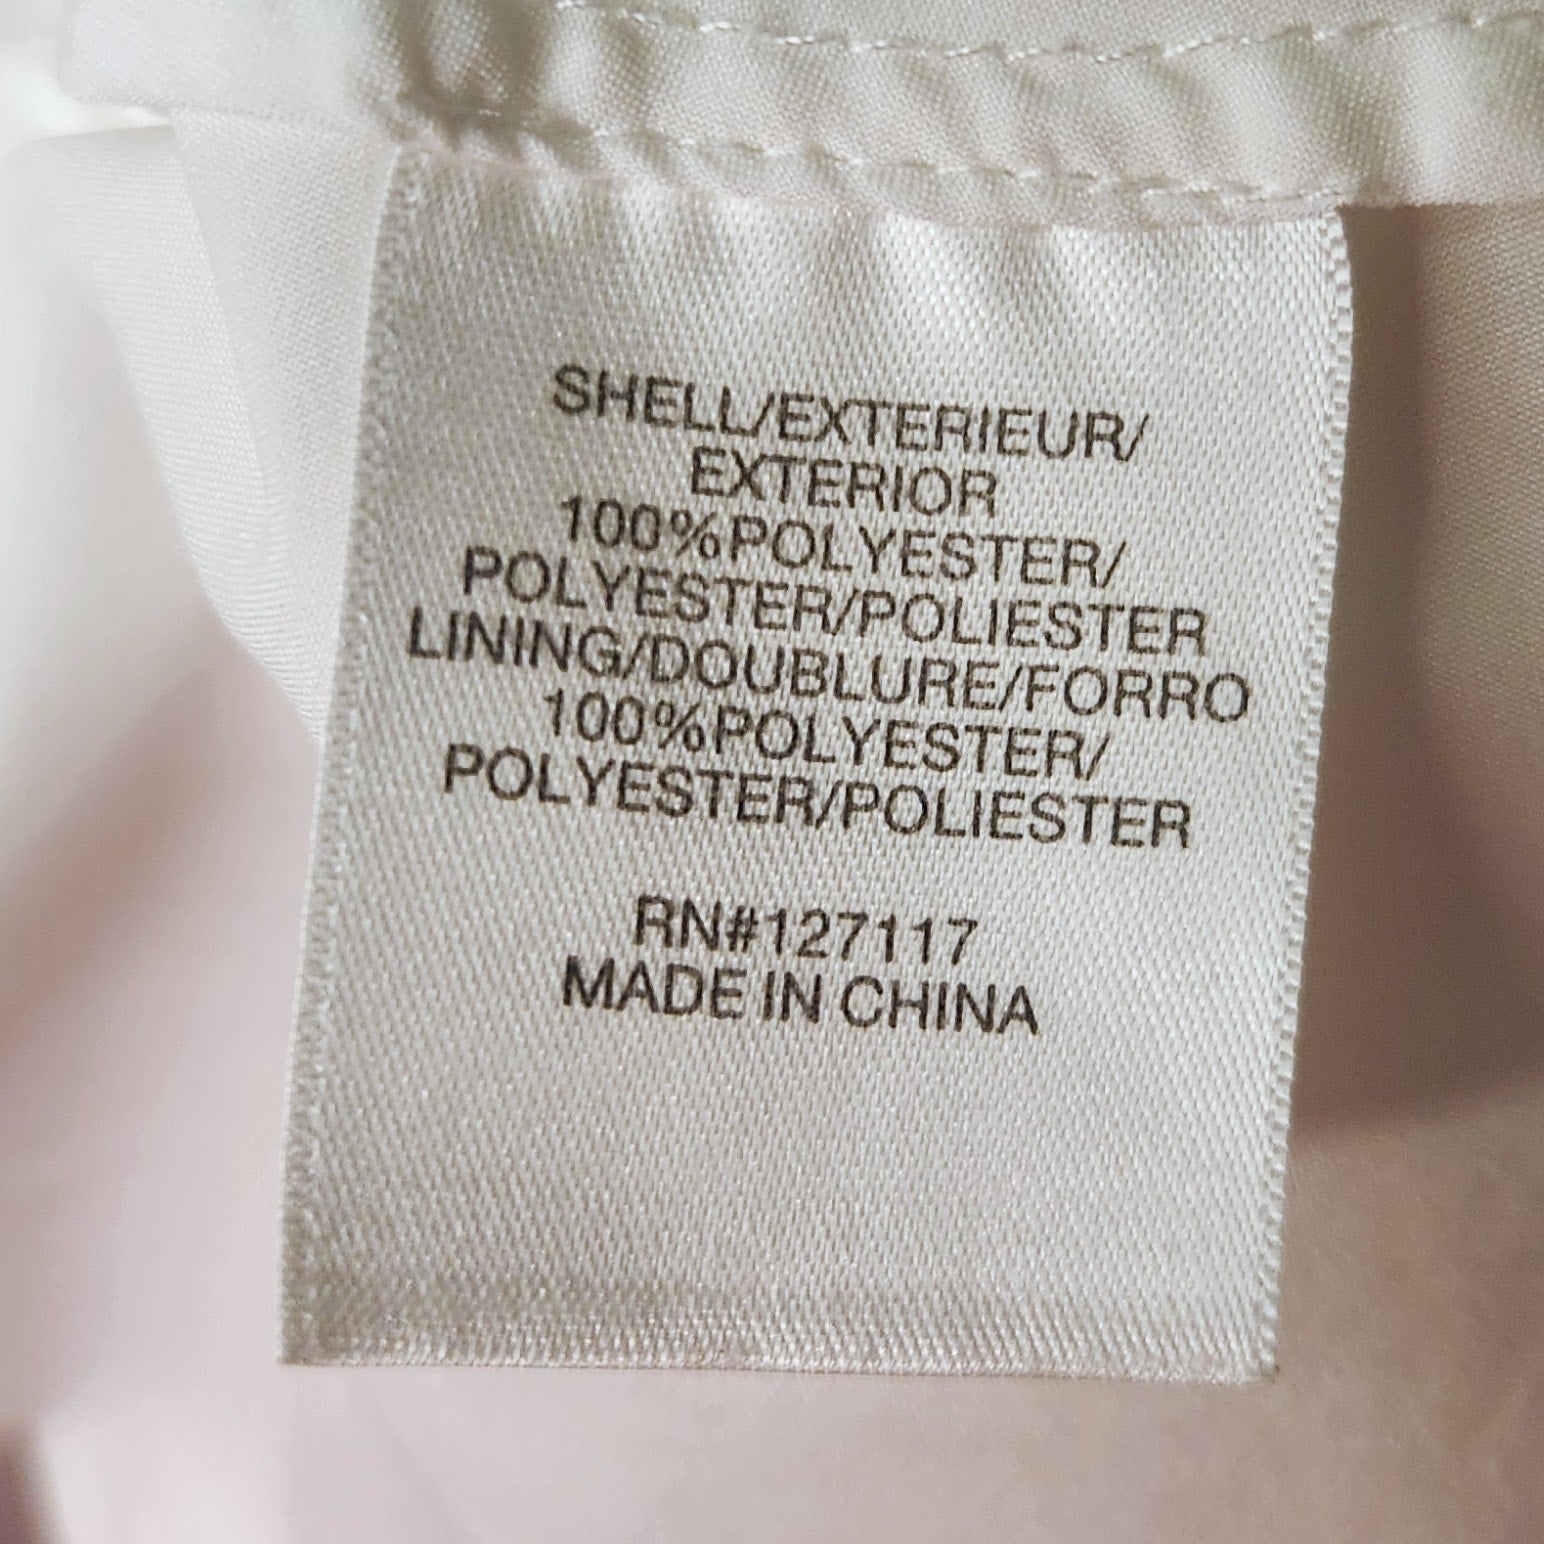 SHELL/EXTERIEUR/
EXTERIOR
100%POLYESTER/
POLYESTER/POLIESTER
LINING/DOUBLURE/FORRO
100%POLYESTER/
POLYESTER/POLIESTER
RN#127117
MADE IN CHINA